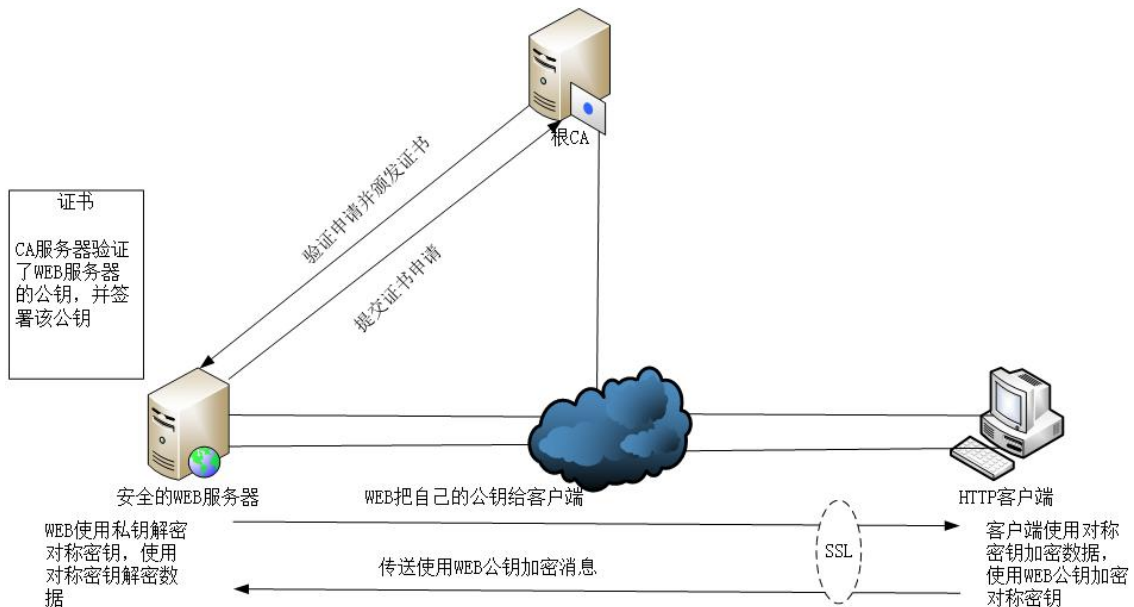 根CA
验证申请并颁发证书
提交证书申请
证书
CA服务器验证
了WEB服务器
的公钥，并签
署该公钥
安全的WEB服务器
WEB把自己的公钥给客户端
HTTP客户端
WEB使用私钥解密
对称密钥，使用
对称密钥解密数
据
SSL
传送使用WEB公钥加密消息
客户端使用对称
密钥加密数据，
使用WEB公钥加密
对称密钥